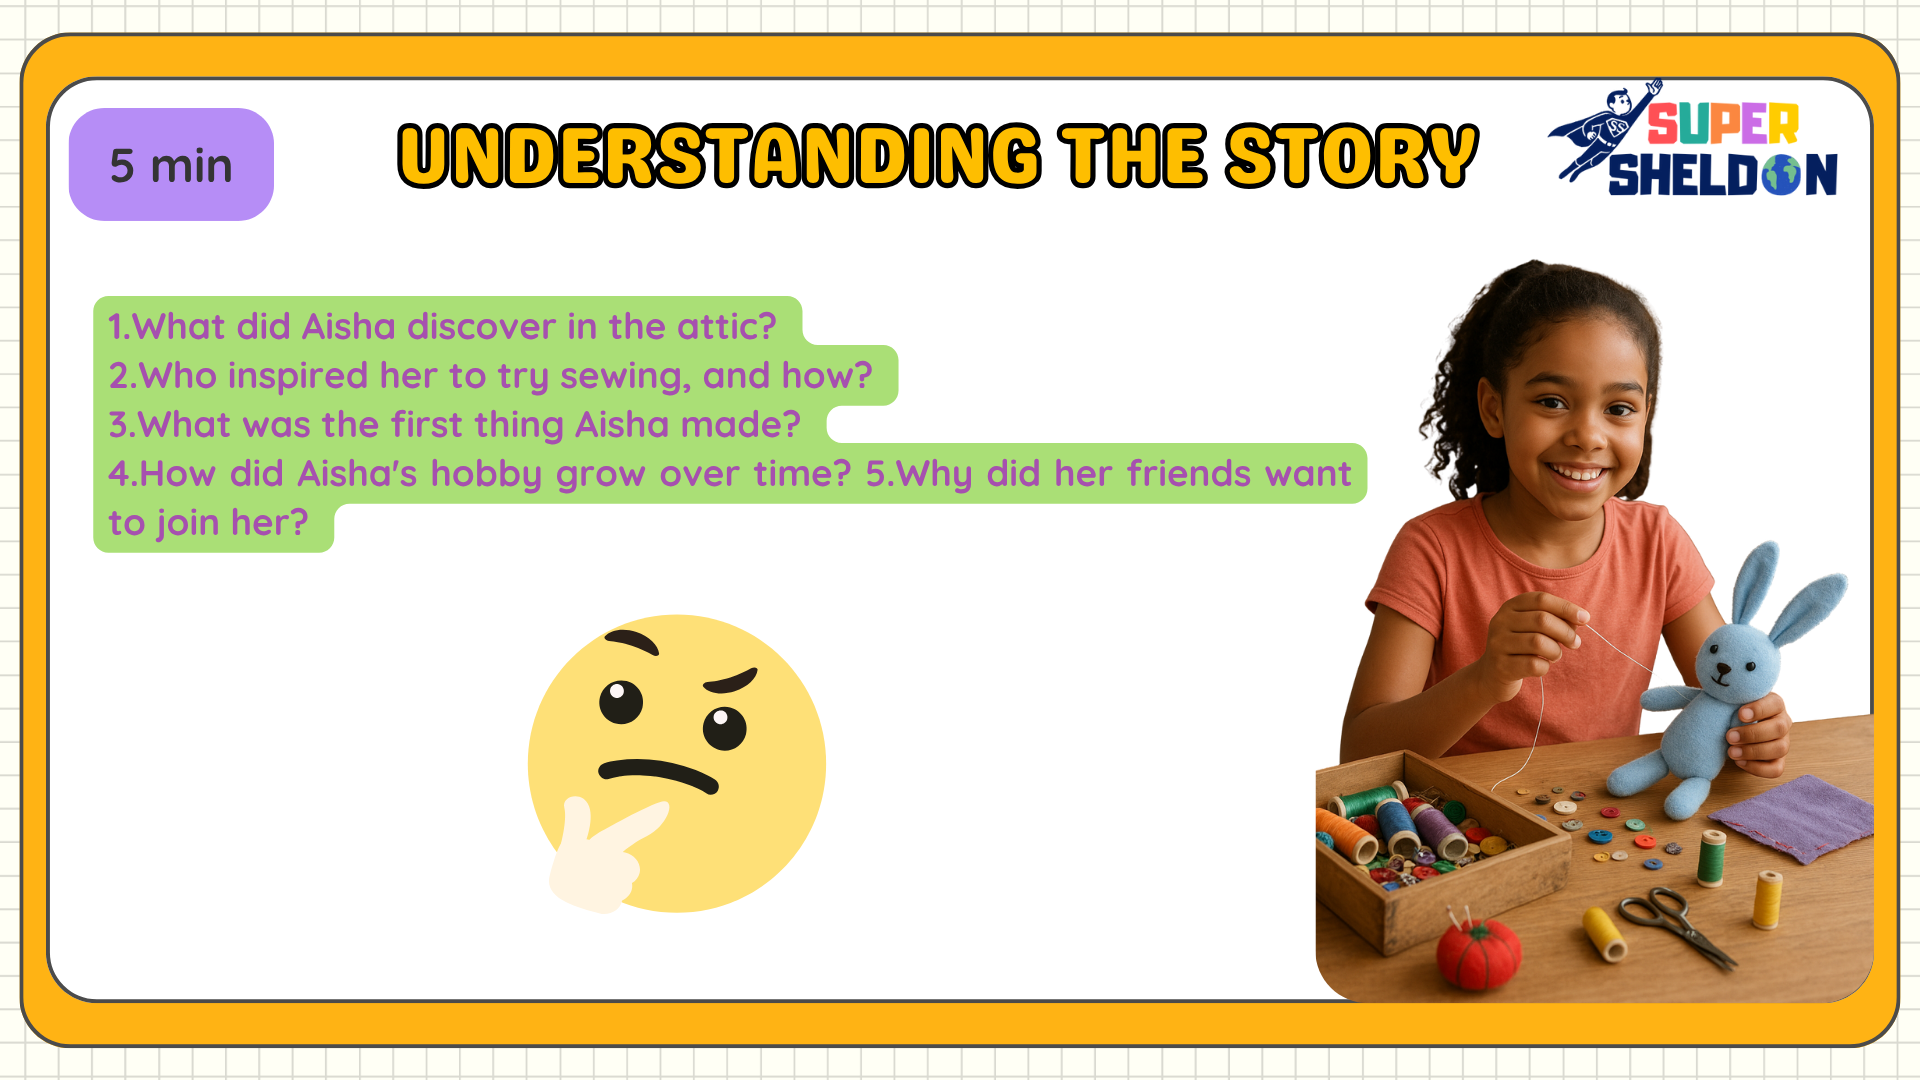 5 min
UNDERSTANDING THE STORY
SS
SUPER
SHELDON
1.What did Aisha discover in the attic?
2.Who inspired her to try sewing, and how?
3.What was the first thing Aisha made?
4.How did Aisha's hobby grow over time? 5.Why did her friends want
to join her?